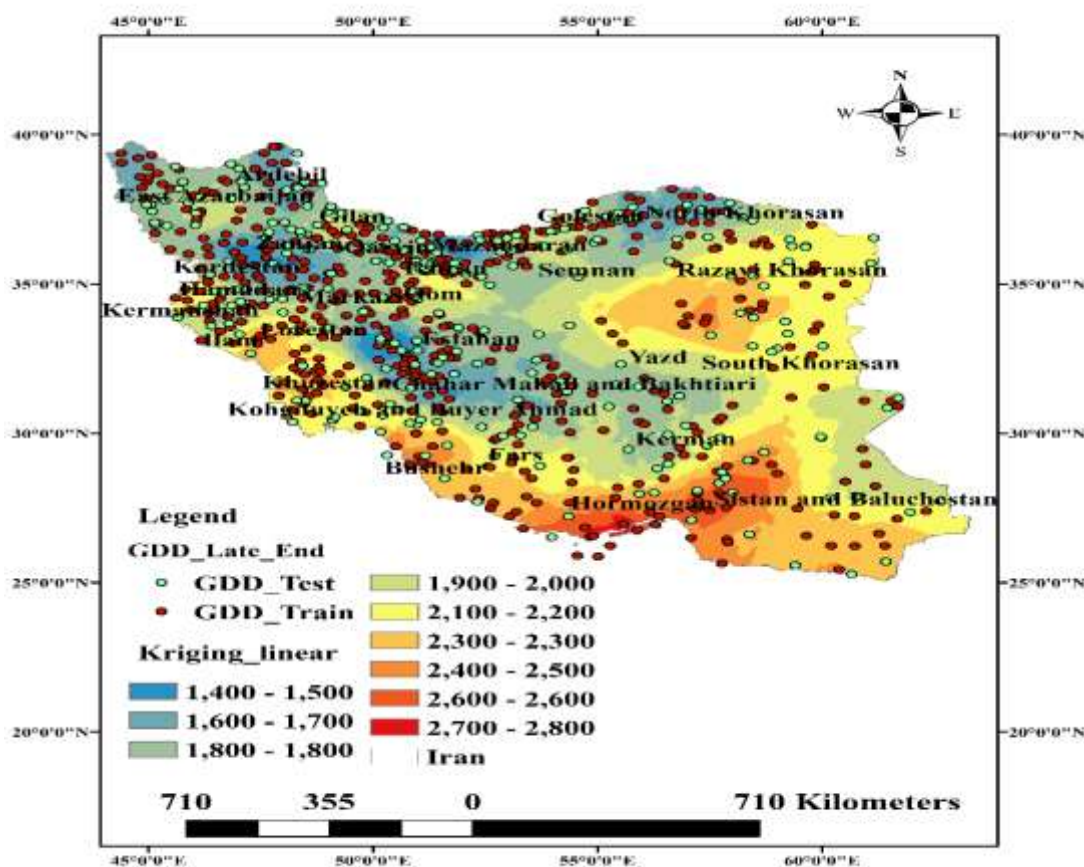 45°0'0"E 50°0'0"E 55°0'0"E 60°0'0"E
N
W E
S
40°0'0"N 40°0'0"N
Ardebil
East Azarbaijan
Gilan
Golestan North Khorasan
Zanjan Qazvin Mazandaran
Kordestan Tehran Semnan Razavi Khorasan
35°0'0"N 35°0'0"N
Hamadan Markazi Qom
Kermanshah
Ilam Lorestan Esfahan Yazd South Khorasan
Khuzestan Chahar Mahall and Bakhtiari
Kohgiluyeh and Buyer Ahmad
30°0'0"N 30°0'0"N
Kerman
Fars
Bushehr
Hormozgan Sistan and Baluchestan
Legend
GDD_Late_End
GDD_Test
GDD_Train
Kriging_linear
1,400 - 1,500
1,600 - 1,700
1,800 - 1,800
1,900 - 2,000
2,100 - 2,200
2,300 - 2,300
2,400 - 2,500
2,600 - 2,600
2,700 - 2,800
Iran
25°0'0"N 25°0'0"N
20°0'0"N 20°0'0"N
710 355 0 710 Kilometers
45°0'0"E 50°0'0"E 55°0'0"E 60°0'0"E